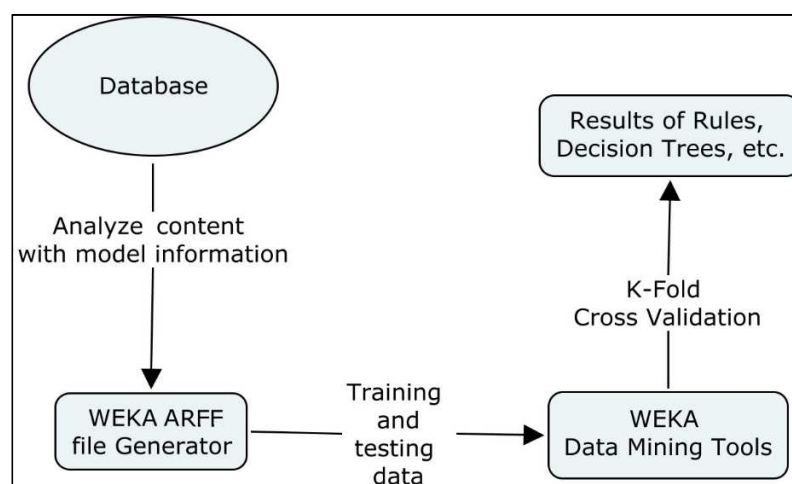 Database
Analyze content
with model information
WEKA ARFF
file Generator
Training
and
testing
data
WEKA
Data Mining Tools
K-Fold
Cross Validation
Results of Rules,
Decision Trees, etc.